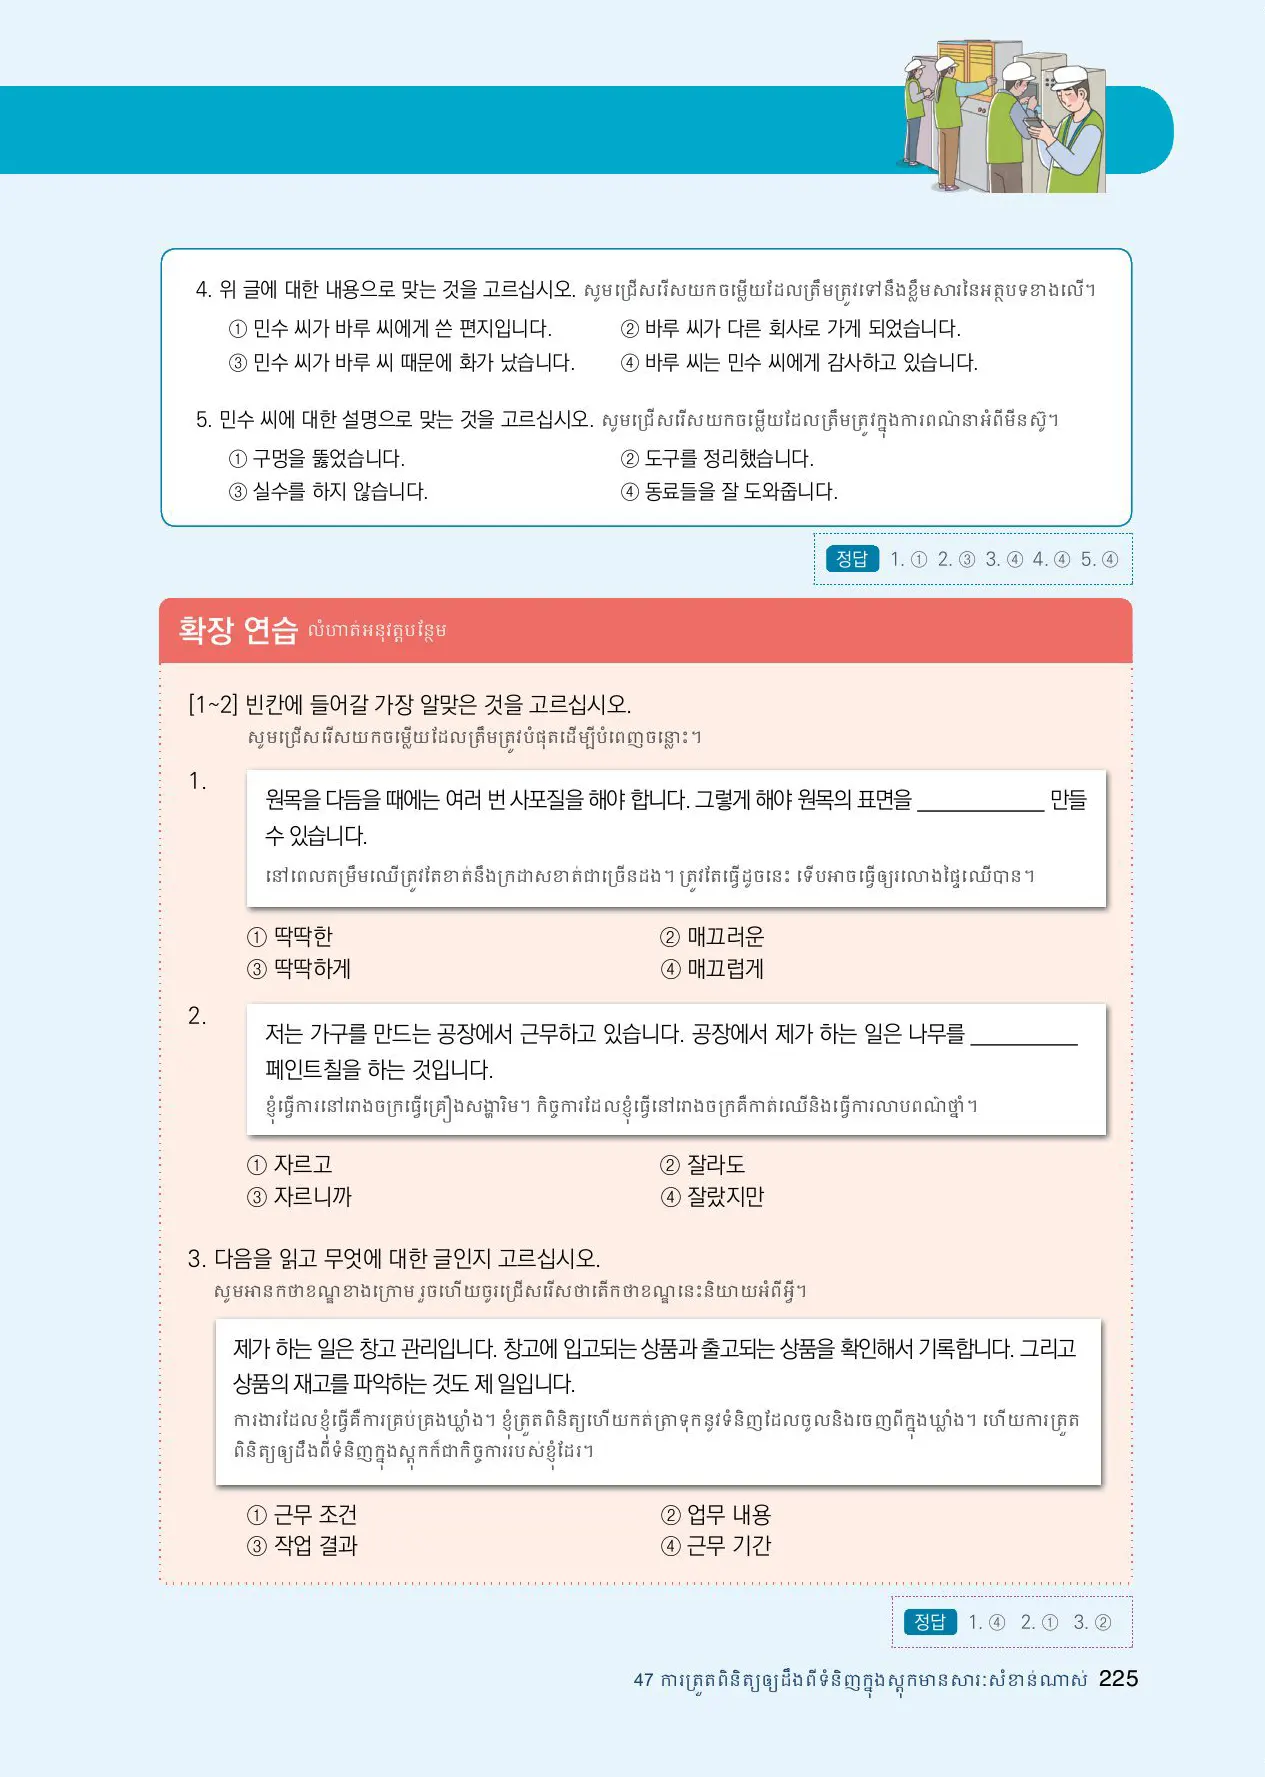 4. 위 글에 대한 내용으로 맞는 것을 고르십시오. សូមជ្រើសរើសយកចម្លើយដែលត្រឹមត្រូវទៅនឹងខ្លឹមសារនៃអត្ថបទខាងលើ។
① 민수 씨가 바루 씨에게 쓴 편지입니다. ② 바루 씨가 다른 회사로 가게 되었습니다.
③ 민수 씨가 바루 씨 때문에 화가 났습니다. ④ 바루 씨는 민수 씨에게 감사하고 있습니다.
5. 민수 씨에 대한 설명으로 맞는 것을 고르십시오. សូមជ្រើសរើសយកចម្លើយដែលត្រឹមត្រូវក្នុងការពណ៌នាអំពីមីនស៊ូ។
① 구멍을 뚫었습니다. ② 도구를 정리했습니다.
③ 실수를 하지 않습니다. ④ 동료들을 잘 도와줍니다.
정답 1. ① 2. ③ 3. ④ 4. ④ 5. ④
확장 연습 លំហាត់អនុវត្តបន្ថែម
[1~2] 빈칸에 들어갈 가장 알맞은 것을 고르십시오.
សូមជ្រើសរើសយកចម្លើយដែលត្រឹមត្រូវបំផុតដើម្បីបំពេញចន្លោះ។
1.
원목을 다듬을 때에는 여러 번 사포질을 해야 합니다. 그렇게 해야 원목의 표면을 ____________ 만들
수 있습니다.
នៅពេលតម្រឹមឈើត្រូវតែខាត់នឹងក្រដាសខាត់ជាច្រើនដង។ ត្រូវតែធ្វើដូចនេះ ទើបអាចធ្វើឲ្យរលោងផ្ទៃឈើបាន។
① 딱딱한 ② 매끄러운
③ 딱딱하게 ④ 매끄럽게
2.
저는 가구를 만드는 공장에서 근무하고 있습니다. 공장에서 제가 하는 일은 나무를 __________
페인트칠을 하는 것입니다.
ខ្ញុំធ្វើការនៅរោងចក្រធ្វើគ្រឿងសង្ហារិម។ កិច្ចការដែលខ្ញុំធ្វើនៅរោងចក្រគឺកាត់ឈើនិងធ្វើការលាបពណ៌ថ្នាំ។
① 자르고 ② 잘라도
③ 자르니까 ④ 잘랐지만
3. 다음을 읽고 무엇에 대한 글인지 고르십시오.
សូមអានកថាខណ្ឌខាងក្រោម រួចហើយចូរជ្រើសរើសថាតើកថាខណ្ឌនេះនិយាយអំពីអ្វី។
제가 하는 일은 창고 관리입니다. 창고에 입고되는 상품과 출고되는 상품을 확인해서 기록합니다. 그리고
상품의 재고를 파악하는 것도 제 일입니다.
ការងារដែលខ្ញុំធ្វើគឺការគ្រប់គ្រងឃ្លាំង។ ខ្ញុំត្រួតពិនិត្យហើយកត់ត្រាទុកនូវទំនិញដែលចូលនិងចេញពីក្នុងឃ្លាំង។ ហើយការត្រួត
ពិនិត្យឲ្យដឹងពីទំនិញក្នុងស្តុកក៏ជាកិច្ចការរបស់ខ្ញុំដែរ។
① 근무 조건 ② 업무 내용
③ 작업 결과 ④ 근무 기간
정답 1. ④ 2. ① 3. ②
47 ការត្រួតពិនិត្យឲ្យដឹងពីទំនិញក្នុងស្តុកមានសារៈសំខាន់ណាស់ 225